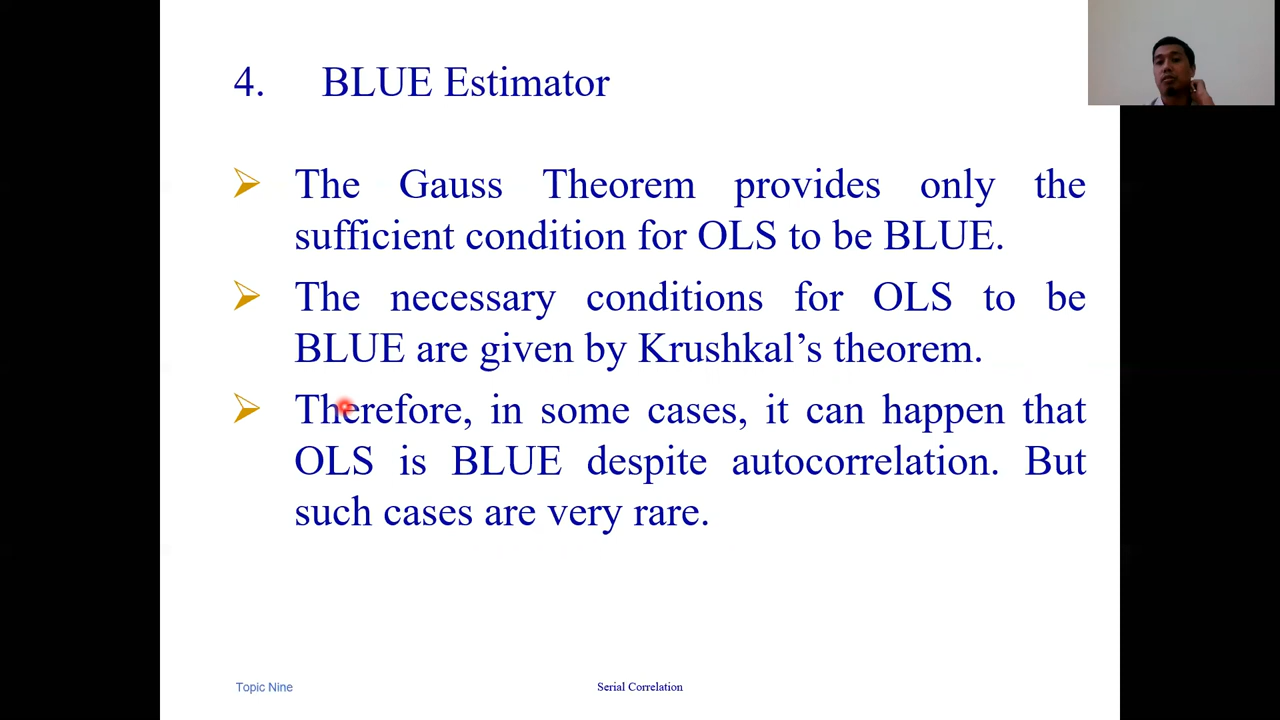 4. BLUE Estimator
The Gauss Theorem provides only the
sufficient condition for OLS to be BLUE.
The necessary conditions for OLS to be
BLUE are given by Krushkal’s theorem.
Therefore, in some cases, it can happen that
OLS is BLUE despite autocorrelation. But
such cases are very rare.
Topic Nine
Serial Correlation